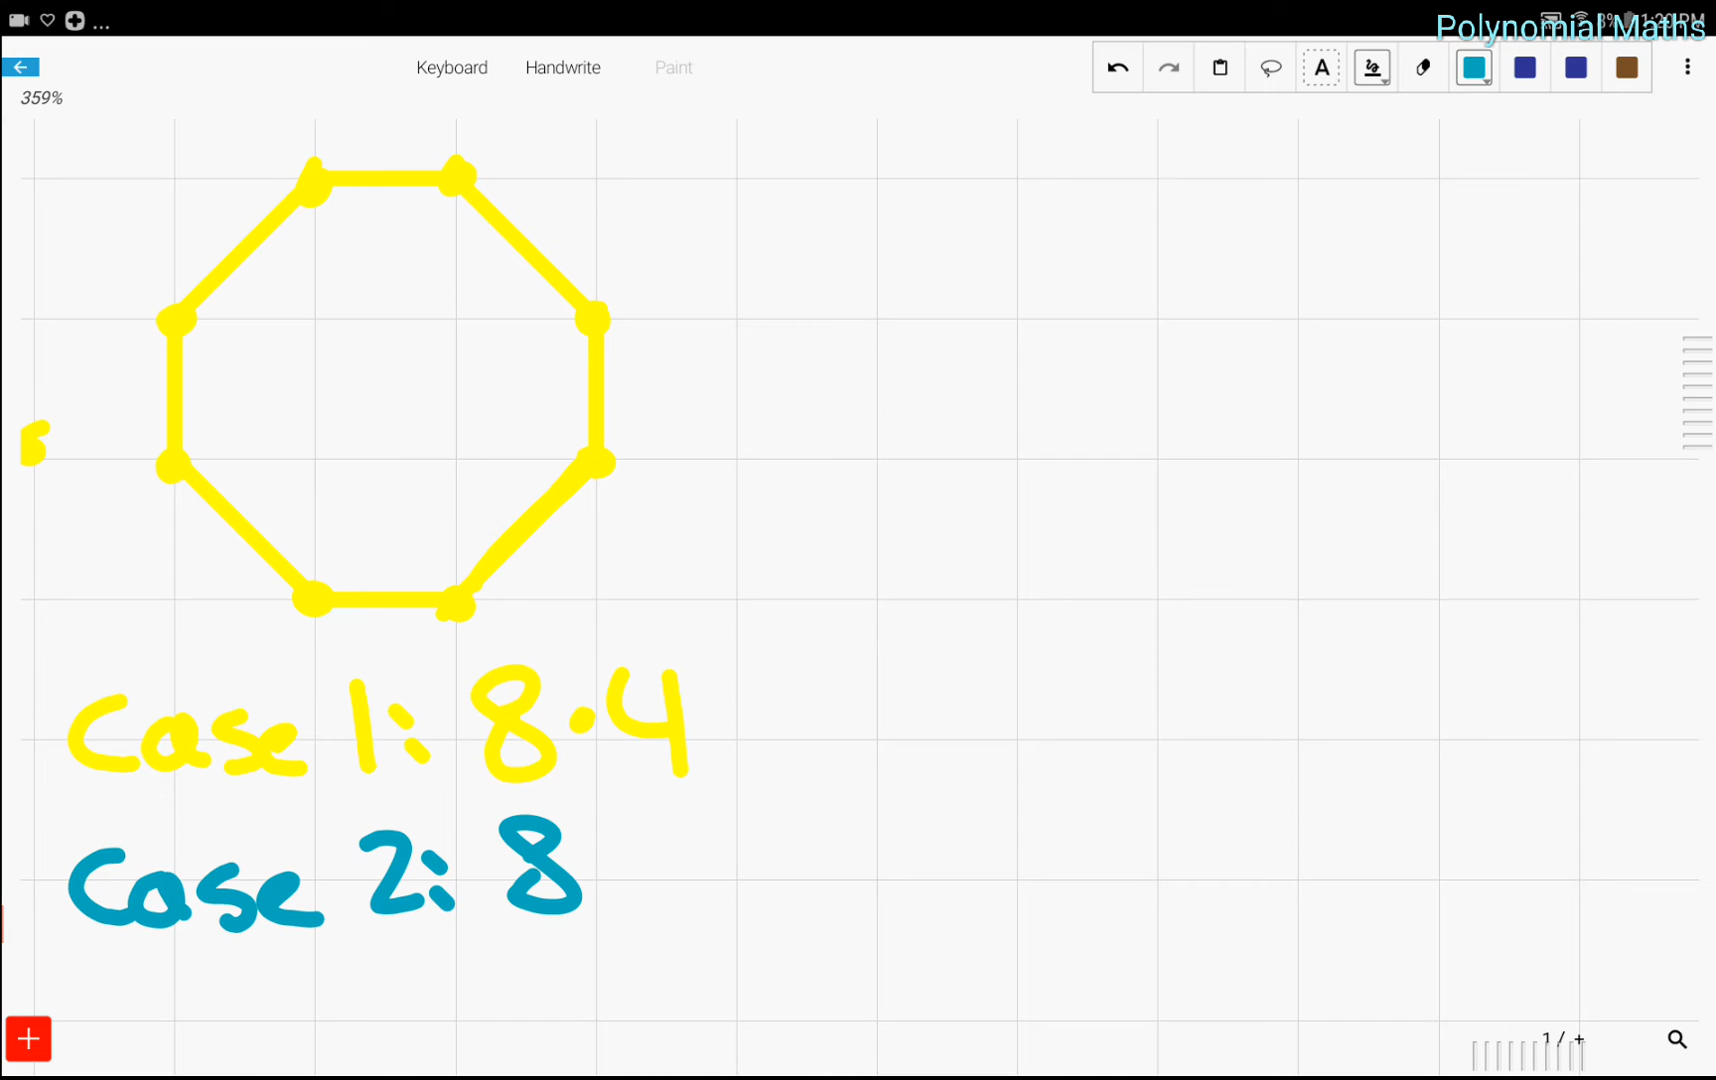 ...
Polynomial Maths
Keyboard Handwrite Paint
A
359%
Case 1: 8·4
Case 2: 8
1 / +